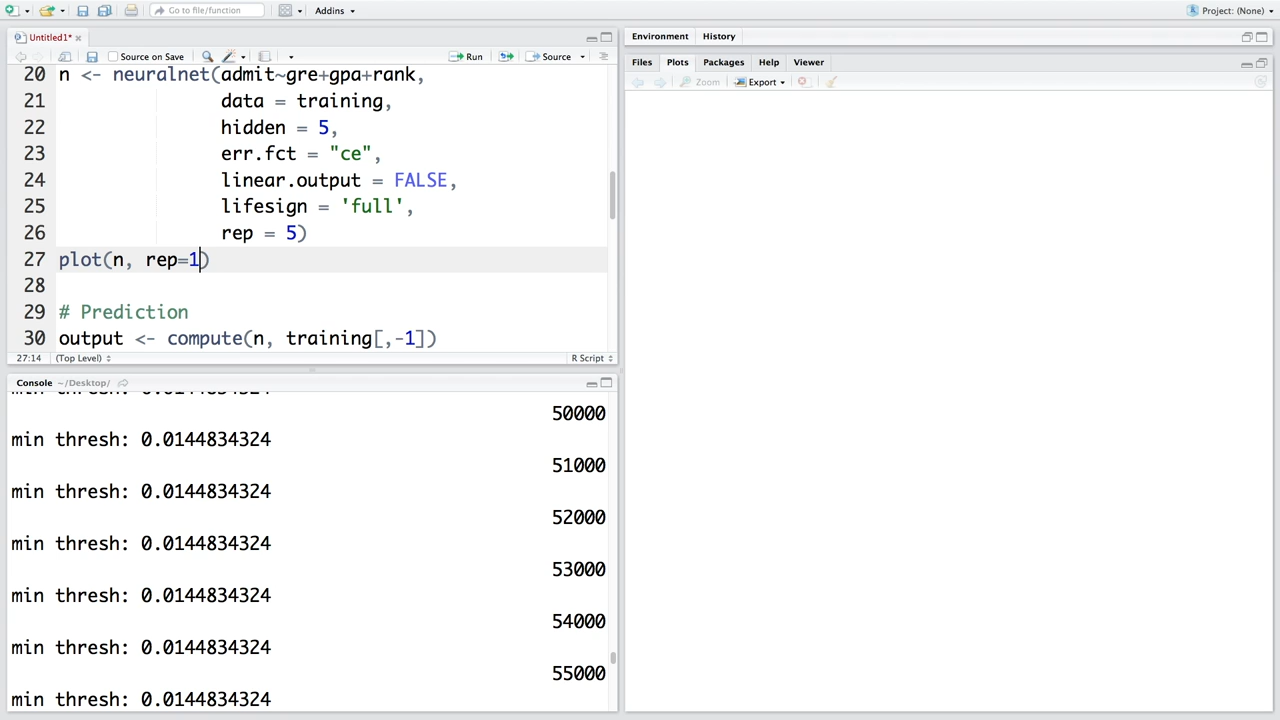 Go to file/function
Addins
Project: (None)
Untitled1*
Source on Save
Run
Source
20 n <- neuralnet(admit~gre+gpa+rank,
21 data = training,
22 hidden = 5,
23 err.fct = "ce",
24 linear.output = FALSE,
25 lifesign = 'full',
26 rep = 5)
27 plot(n, rep=1)
28
29 # Prediction
30 output <- compute(n, training[,-1])
27:14 (Top Level) R Script
Console ~/Desktop/
min thresh: 0.0144834324
50000
min thresh: 0.0144834324
51000
min thresh: 0.0144834324
52000
min thresh: 0.0144834324
53000
min thresh: 0.0144834324
54000
min thresh: 0.0144834324
55000
min thresh: 0.0144834324
Environment History
Files Plots Packages Help Viewer
Zoom Export